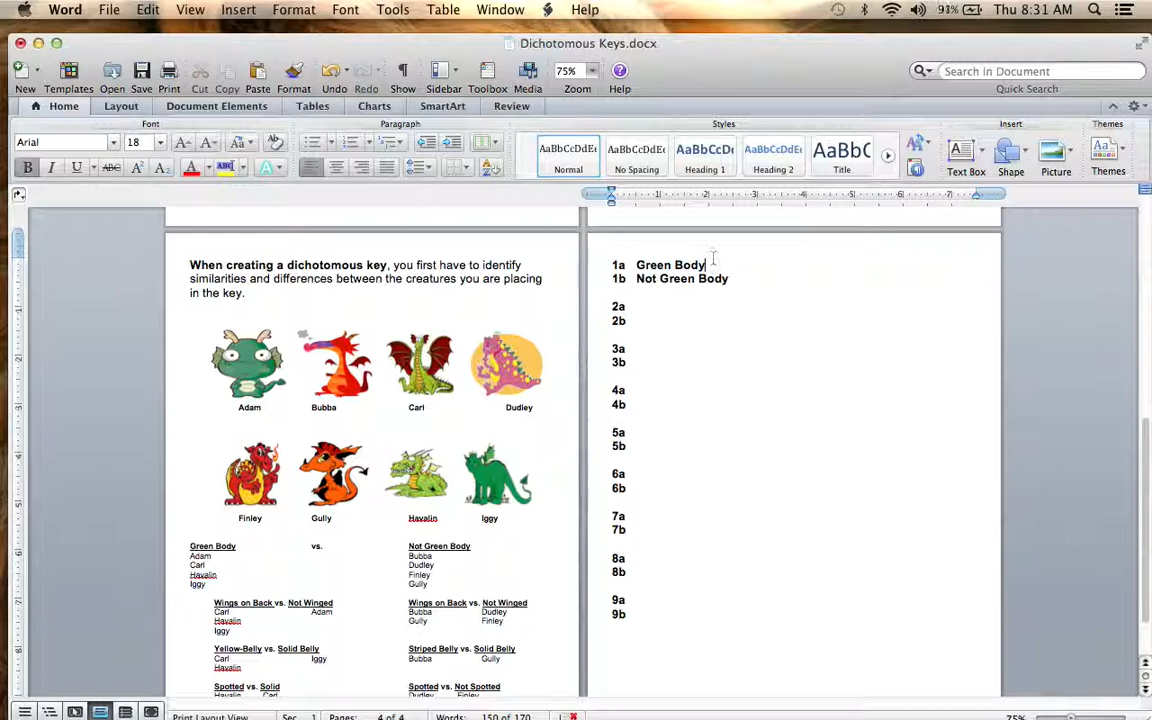 Word File Edit View Insert Format Font Tools Table Window Help 93% Thu 8:31 AM
Dichotomous Keys.docx
New Templates Open Save Print Cut Copy Paste Format Undo Redo Show Sidebar Toolbox Media 75% Zoom Help
Search in Document
Quick Search
Home Layout Document Elements Tables Charts SmartArt Review
Font Paragraph Styles Insert Themes
Arial 18
AaBbCcDdEe AaBbCcDdEe AaBbCcDd AaBbCcDdEe AaBbC
Normal No Spacing Heading 1 Heading 2 Title
Text Box Shape Picture Themes
When creating a dichotomous key, you first have to identify
similarities and differences between the creatures you are placing
in the key.
Adam Bubba Carl Dudley
Finley Gully Havalin Iggy
Green Body vs. Not Green Body
Adam Bubba
Carl Dudley
Havalin Finley
Iggy Gully
Wings on Back vs. Not Winged Wings on Back vs. Not Winged
Carl Adam Bubba Dudley
Havalin Gully Finley
Iggy
Yellow-Belly vs. Solid Belly Striped Belly vs. Solid Belly
Carl Iggy Bubba Gully
Havalin
Spotted vs. Solid Spotted vs. Not Spotted
Havalin Carl Dudley Finley
1a Green Body
1b Not Green Body
2a
2b
3a
3b
4a
4b
5a
5b
6a
6b
7a
7b
8a
8b
9a
9b
Print Layout View Sec 1 Pages: 4 of 4 Words: 150 of 170 75%